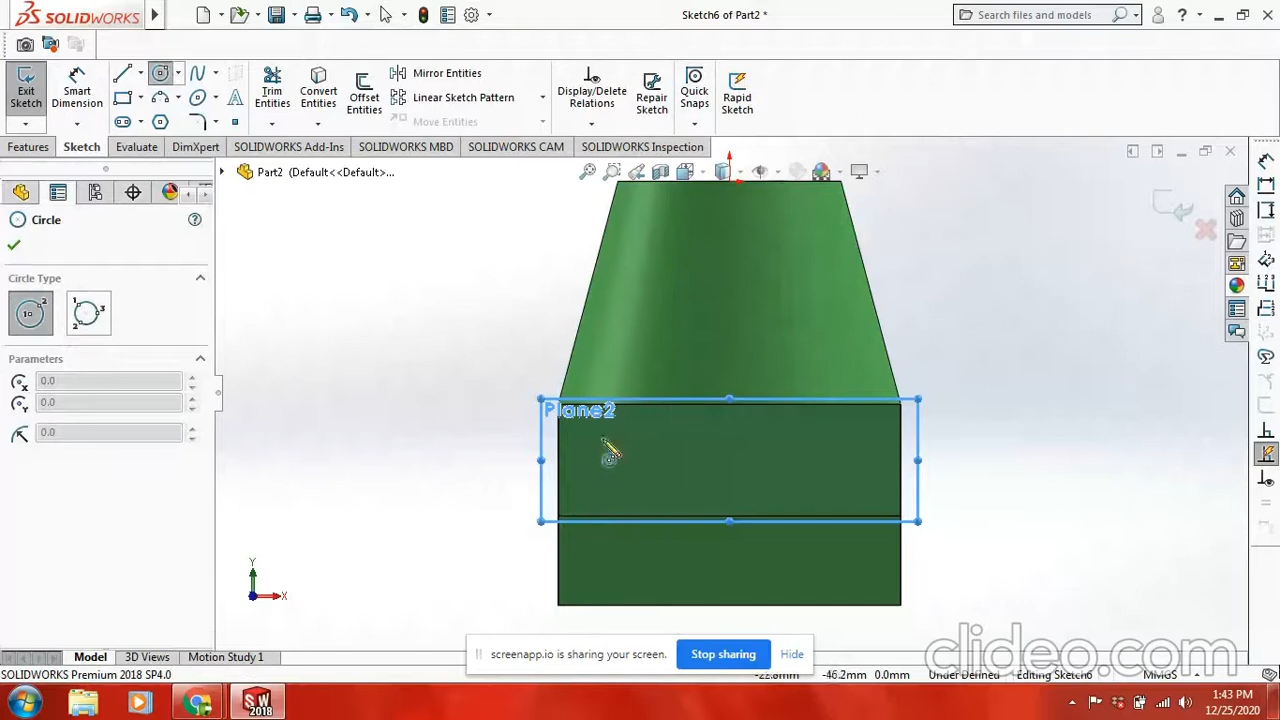 SOLIDWORKS
Sketch6 of Part2 *
Search files and models
Exit Sketch
Smart Dimension
Trim Entities
Convert Entities
Offset Entities
Mirror Entities
Linear Sketch Pattern
Move Entities
Display/Delete Relations
Repair Sketch
Quick Snaps
Rapid Sketch
Features
Sketch
Evaluate
DimXpert
SOLIDWORKS Add-Ins
SOLIDWORKS MBD
SOLIDWORKS CAM
SOLIDWORKS Inspection
Part2 (Default<<Default>...
Circle
Circle Type
Parameters
0.0
0.0
0.0
Plane2
Y
X
screenapp.io is sharing your screen.
Stop sharing
Hide
clideo.com
Model
3D Views
Motion Study 1
SOLIDWORKS Premium 2018 SP4.0
-22.8mm
-46.2mm
0.0mm
Under Defined
Editing Sketch6
MMGS
SW
2018
1:43 PM
12/25/2020